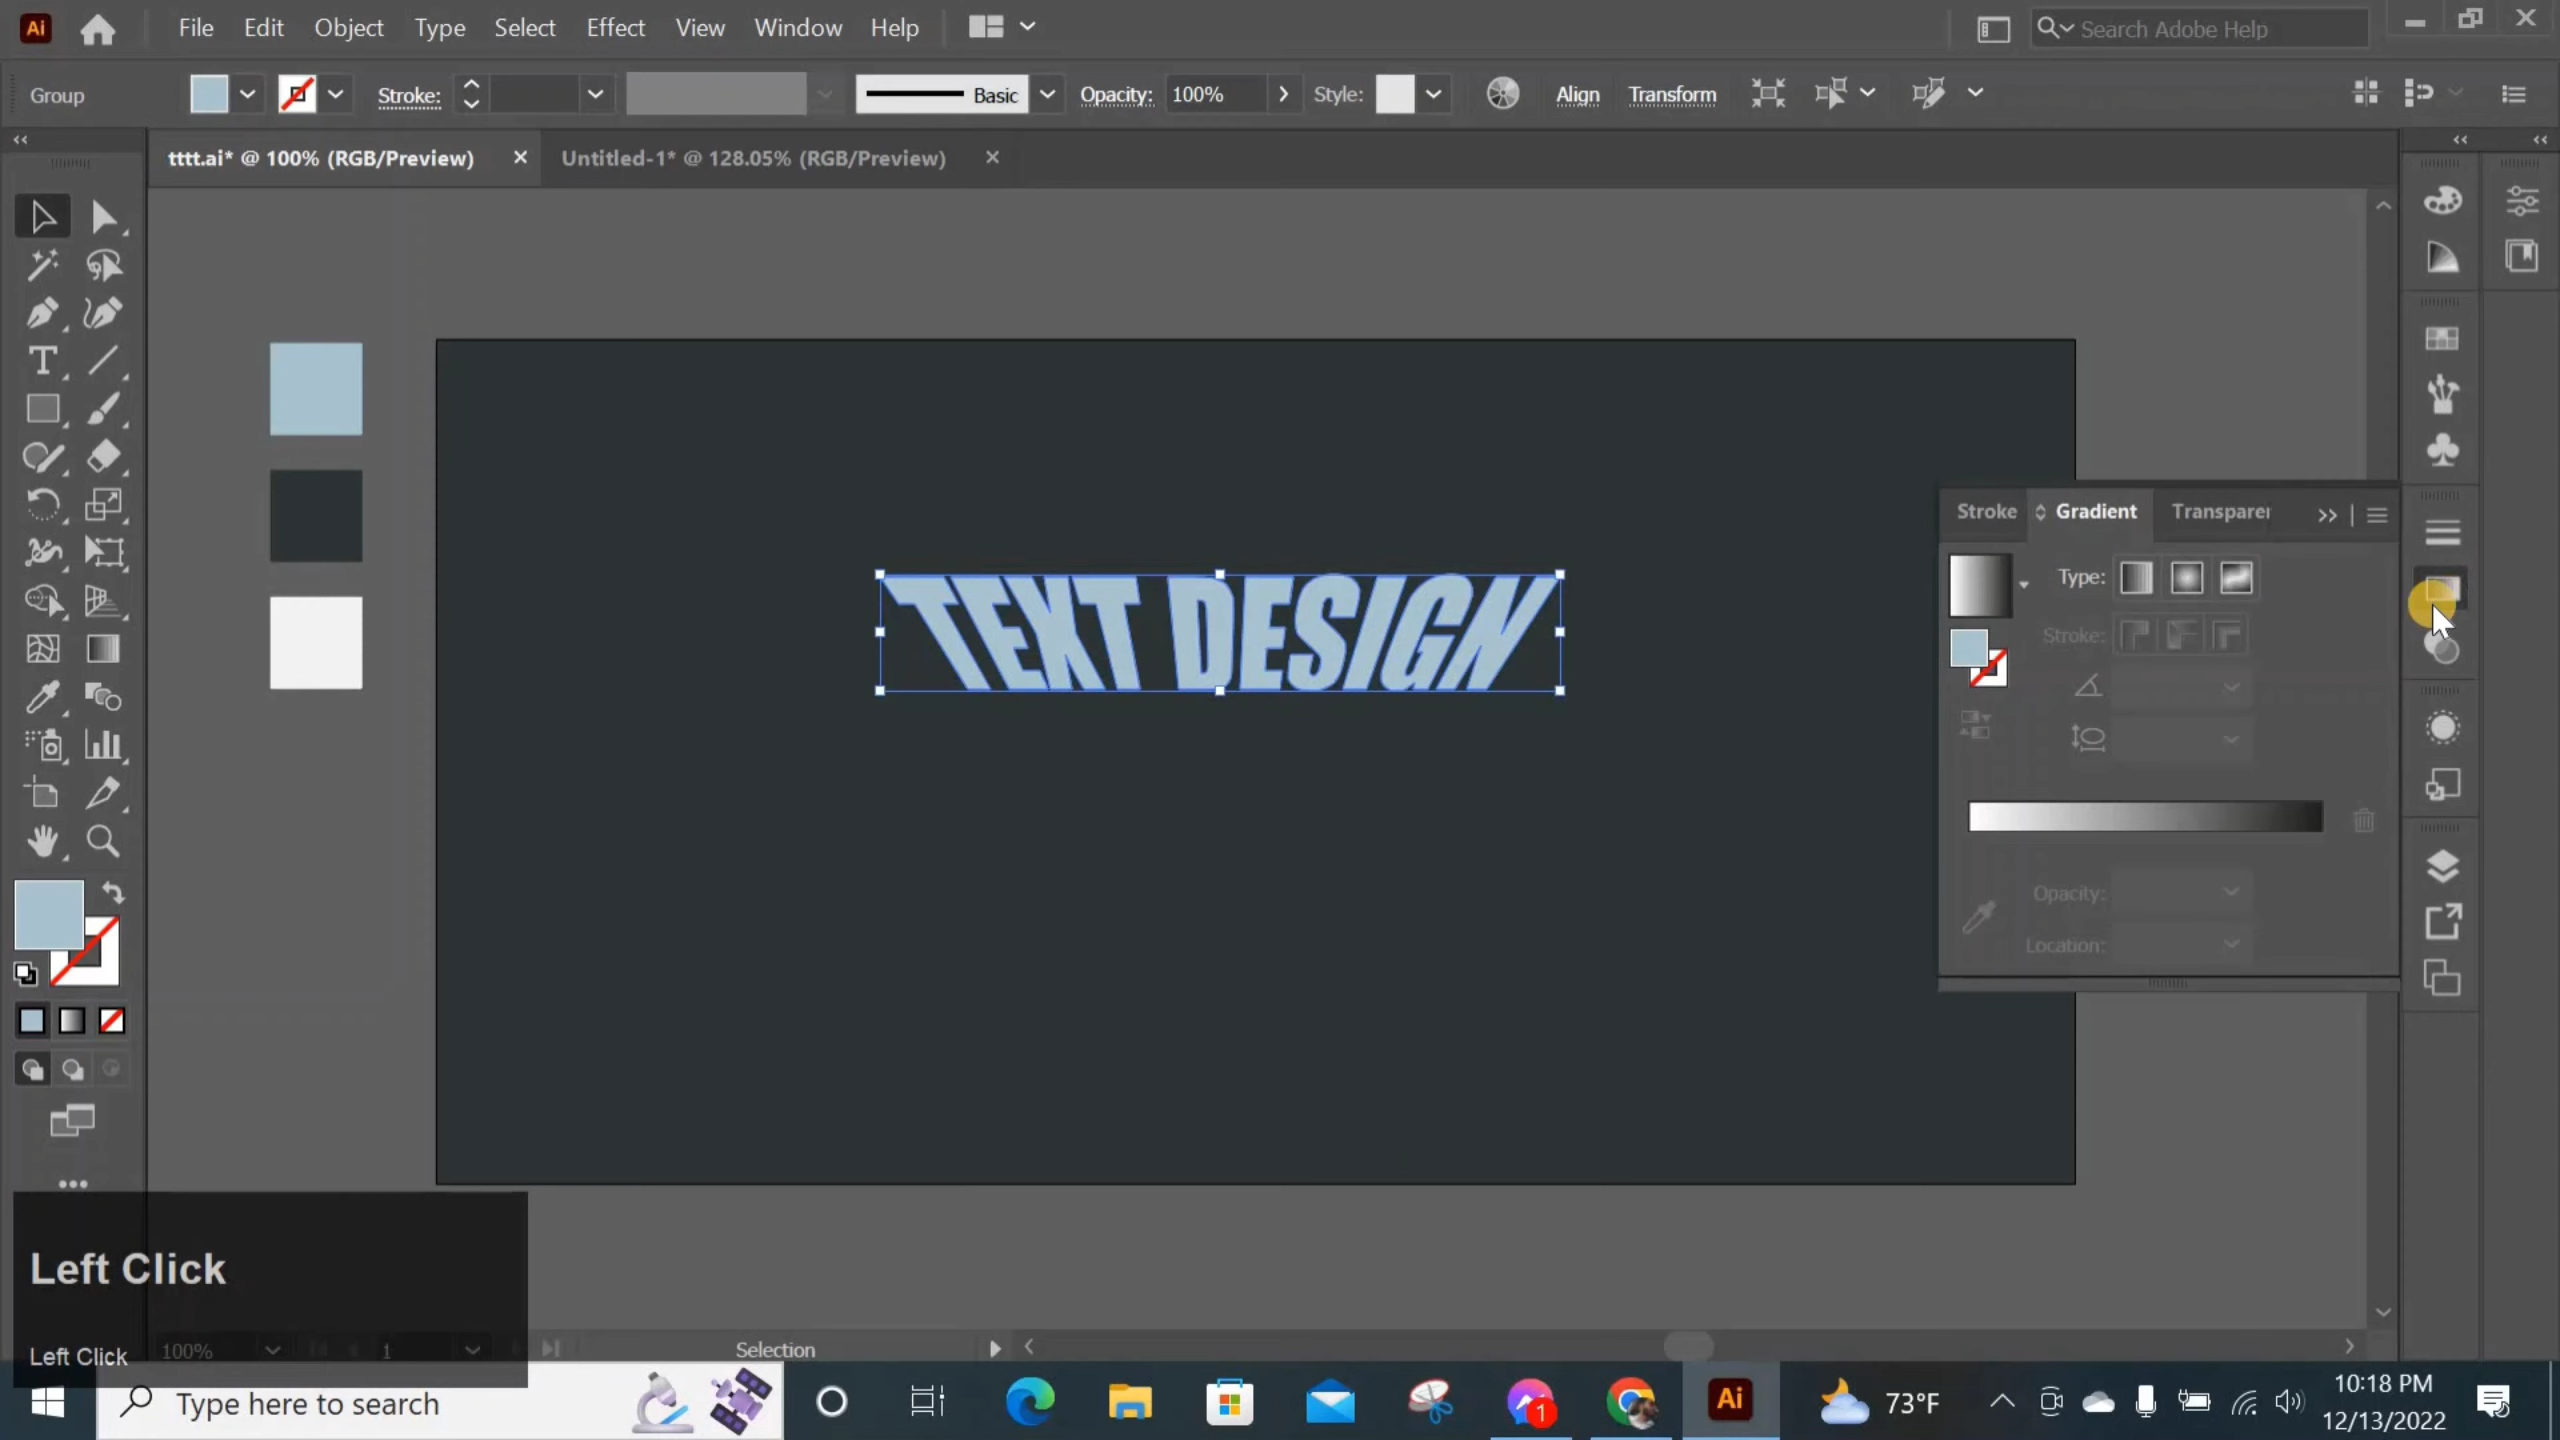 Ai File Edit Object Type Select Effect View Window Help Search Adobe Help
Group Stroke: Basic Opacity: 100% Style: Align Transform
tttt.ai* @ 100% (RGB/Preview) Untitled-1* @ 128.05% (RGB/Preview)
Stroke Gradient Transparen
Type:
TEXT DESIGN
Stroke:
Opacity:
Location:
Left Click
Left Click
100% 1 Selection
Type here to search 1 Ai 73°F 10:18 PM
12/13/2022